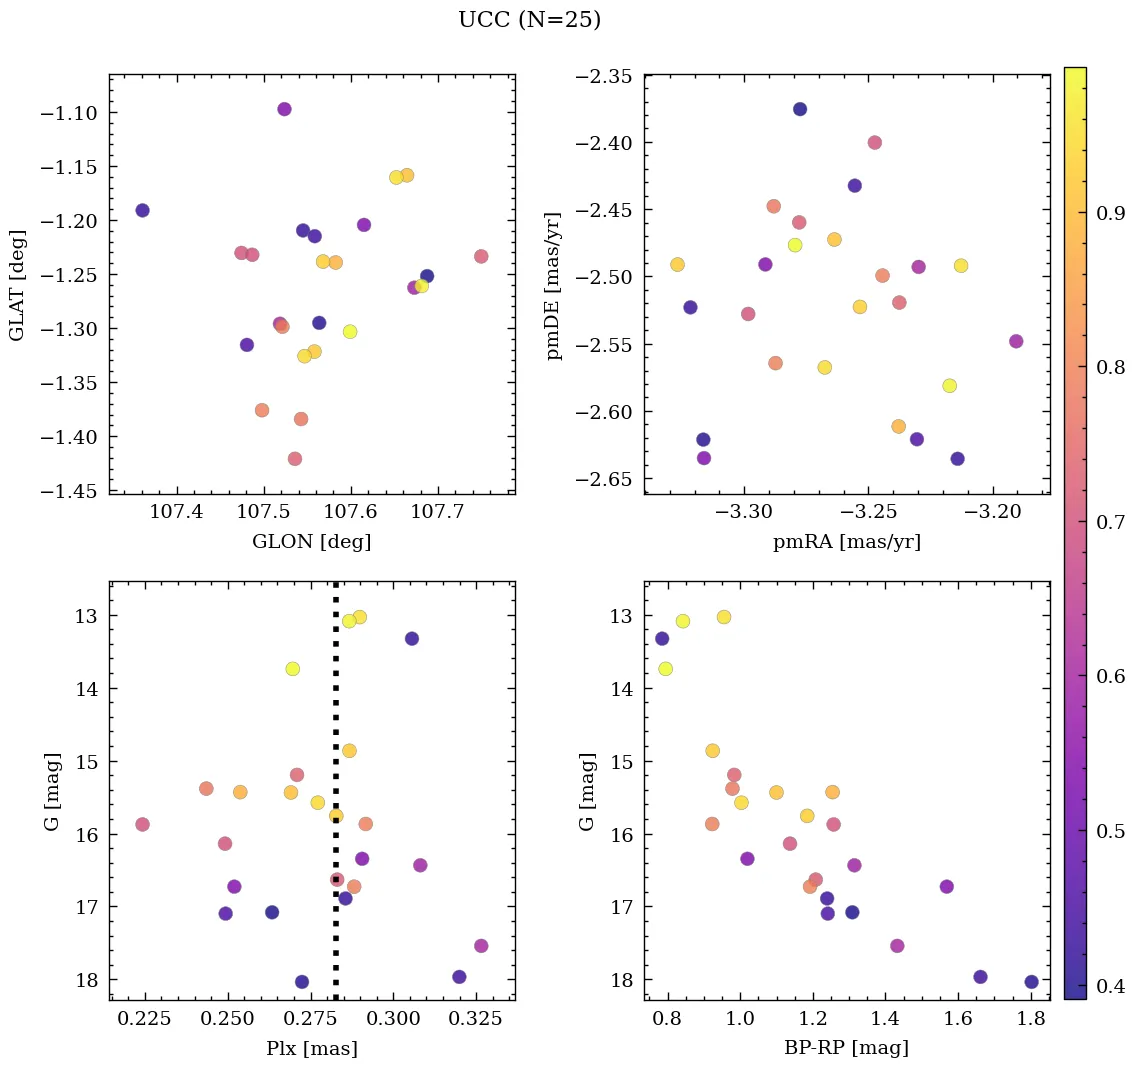 UCC (N=25)
−1.10
−1.15
−1.20
−1.25
−1.30
−1.35
−1.40
−1.45
GLAT [deg]
107.4 107.5 107.6 107.7
GLON [deg]
−2.35
−2.40
−2.45
−2.50
−2.55
−2.60
−2.65
pmDE [mas/yr]
−3.30 −3.25 −3.20
pmRA [mas/yr]
13
14
15
16
17
18
G [mag]
0.225 0.250 0.275 0.300 0.325
Plx [mas]
13
14
15
16
17
18
G [mag]
0.8 1.0 1.2 1.4 1.6 1.8
BP-RP [mag]
0.9
0.8
0.7
0.6
0.5
0.4